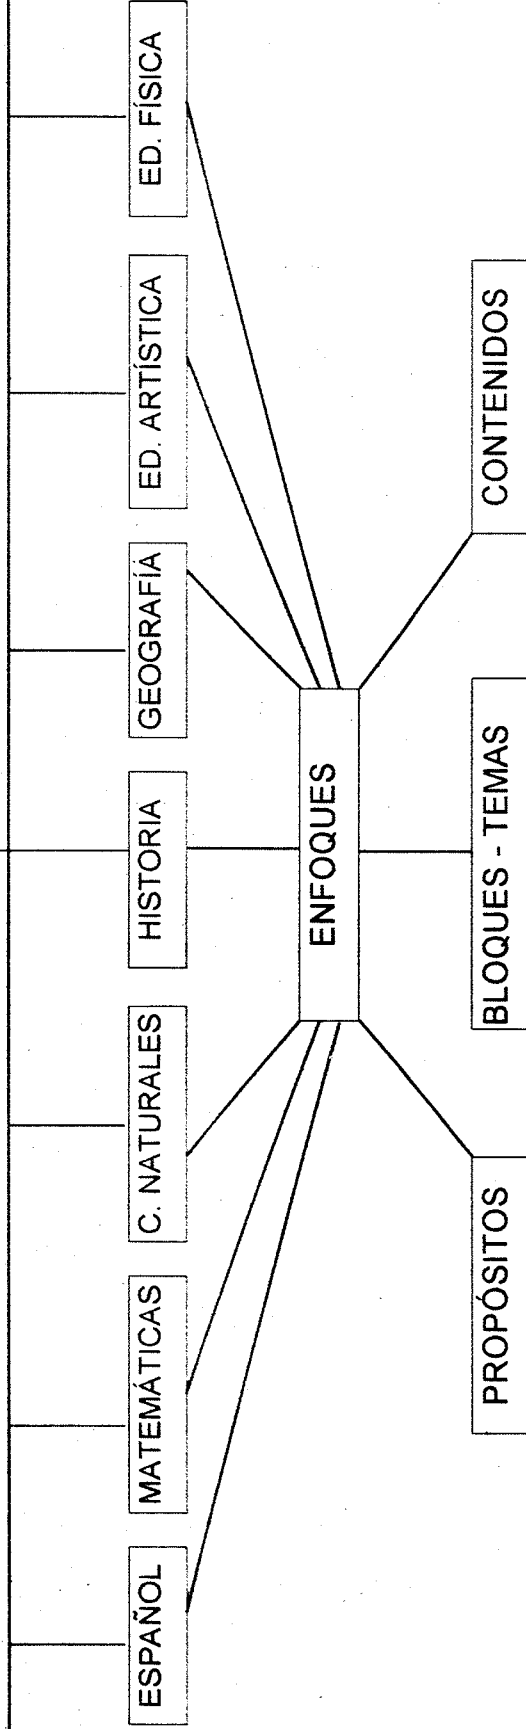 ESPAÑOL
MATEMÁTICAS
C. NATURALES
HISTORIA
GEOGRAFÍA
ED. ARTÍSTICA
ED. FÍSICA
ENFOQUES
PROPÓSITOS
BLOQUES - TEMAS
CONTENIDOS